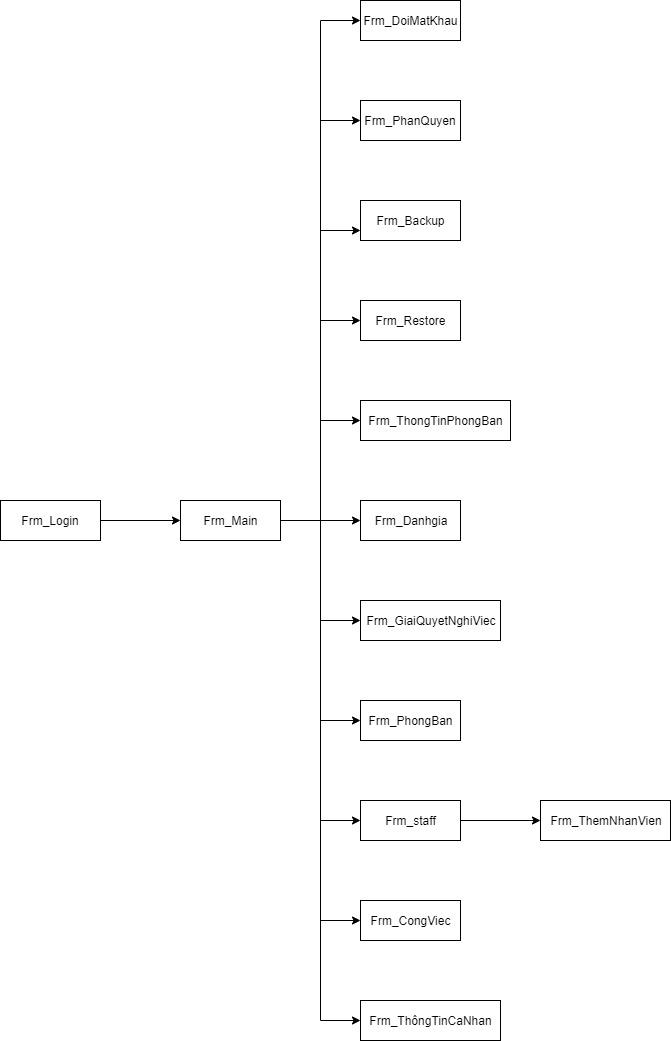 Frm_DoiMatKhau
Frm_PhanQuyen
Frm_Backup
Frm_Restore
Frm_ThongTinPhongBan
Frm_Login
Frm_Main
Frm_Danhgia
Frm_GiaiQuyetNghiViec
Frm_PhongBan
Frm_staff
Frm_ThemNhanVien
Frm_CongViec
Frm_ThôngTinCaNhan